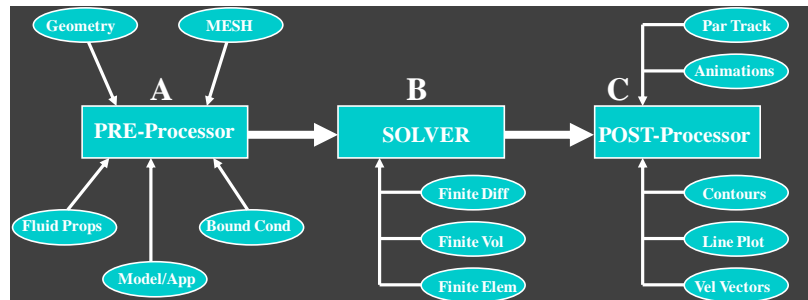 Geometry
MESH
Par Track
Animations
A
B
C
PRE-Processor
SOLVER
POST-Processor
Fluid Props
Bound Cond
Model/App
Finite Diff
Finite Vol
Finite Elem
Contours
Line Plot
Vel Vectors